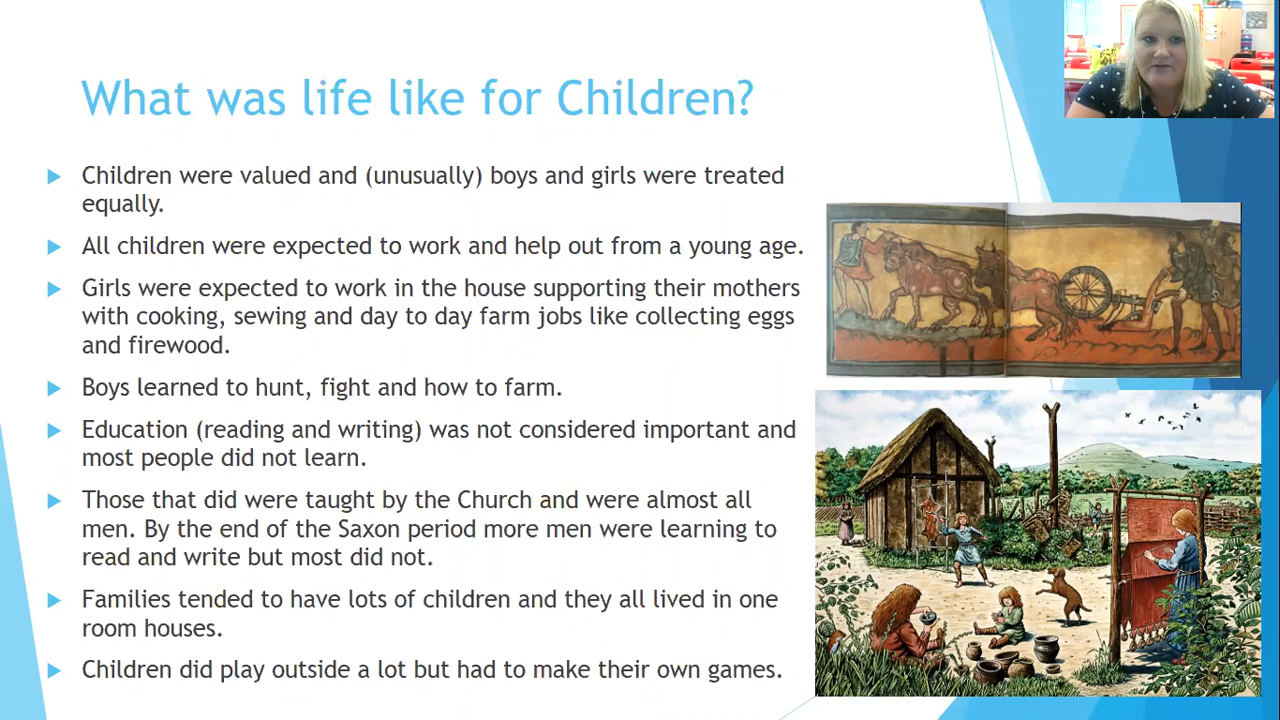 What was life like for Children?
Children were valued and (unusually) boys and girls were treated
equally.
All children were expected to work and help out from a young age.
Girls were expected to work in the house supporting their mothers
with cooking, sewing and day to day farm jobs like collecting eggs
and firewood.
Boys learned to hunt, fight and how to farm.
Education (reading and writing) was not considered important and
most people did not learn.
Those that did were taught by the Church and were almost all
men. By the end of the Saxon period more men were learning to
read and write but most did not.
Families tended to have lots of children and they all lived in one
room houses.
Children did play outside a lot but had to make their own games.